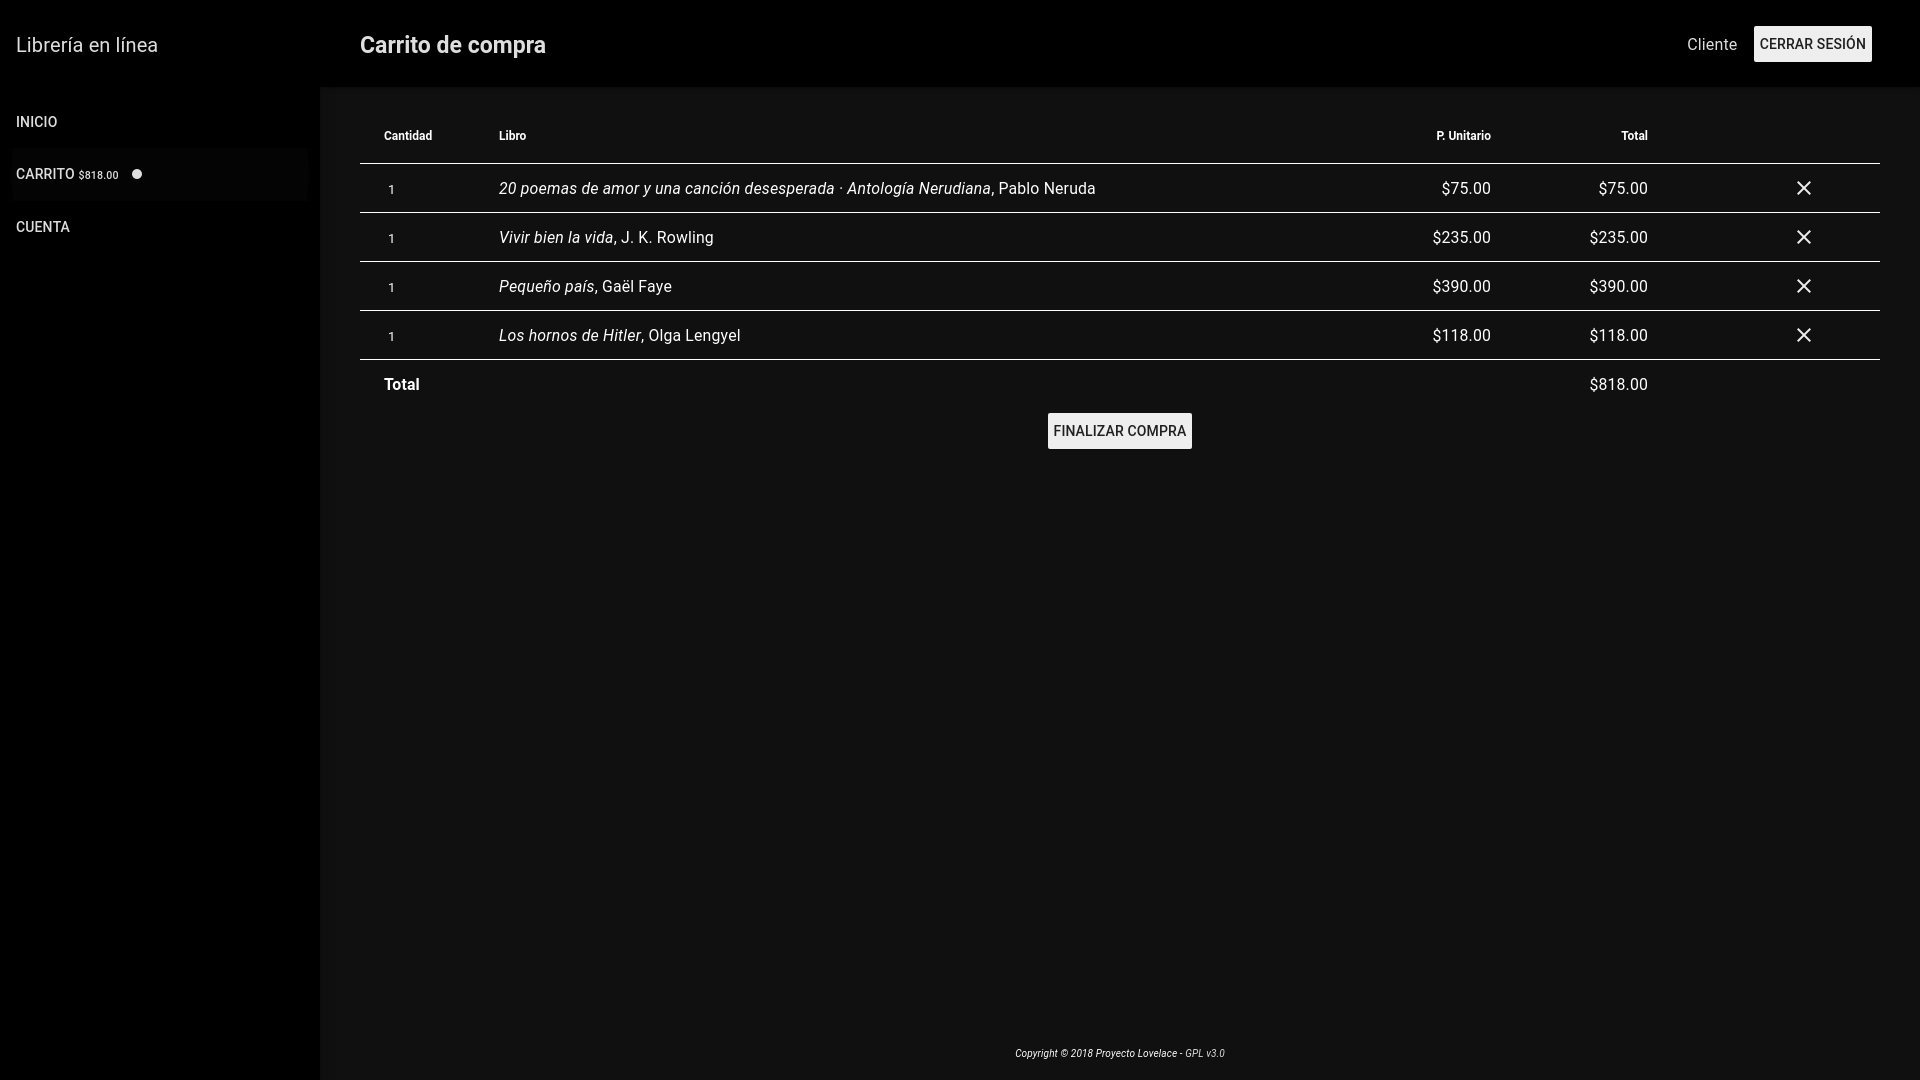 Librería en línea
Carrito de compra
Cliente
CERRAR SESIÓN
INICIO
CARRITO $818.00
CUENTA
Cantidad Libro P. Unitario Total
1 20 poemas de amor y una canción desesperada · Antología Nerudiana, Pablo Neruda $75.00 $75.00
1 Vivir bien la vida, J. K. Rowling $235.00 $235.00
1 Pequeño país, Gaël Faye $390.00 $390.00
1 Los hornos de Hitler, Olga Lengyel $118.00 $118.00
Total $818.00
FINALIZAR COMPRA
Copyright © 2018 Proyecto Lovelace - GPL v3.0